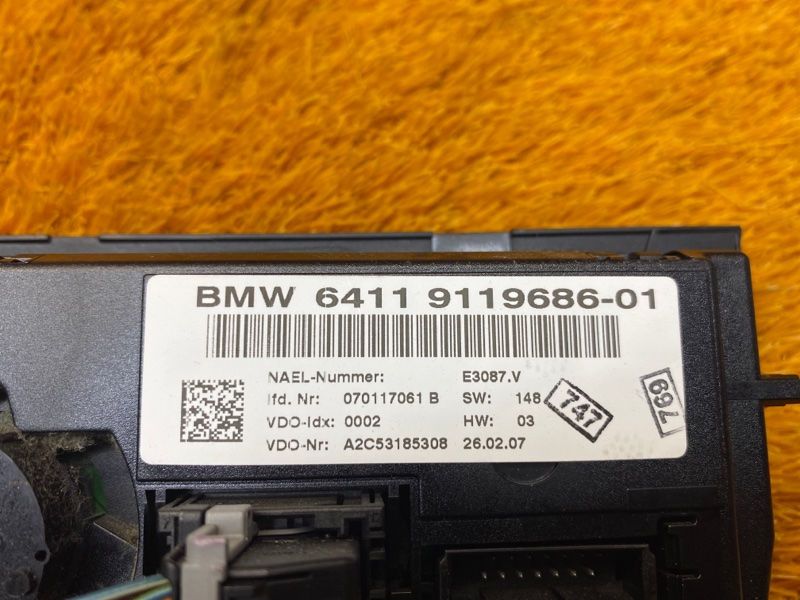 BMW 6411 9119686-01
NAEL-Nummer: E3087.V
lfd. Nr: 070117061 B SW: 148
VDO-Idx: 0002 HW: 03
VDO-Nr: A2C53185308 26.02.07
747
769